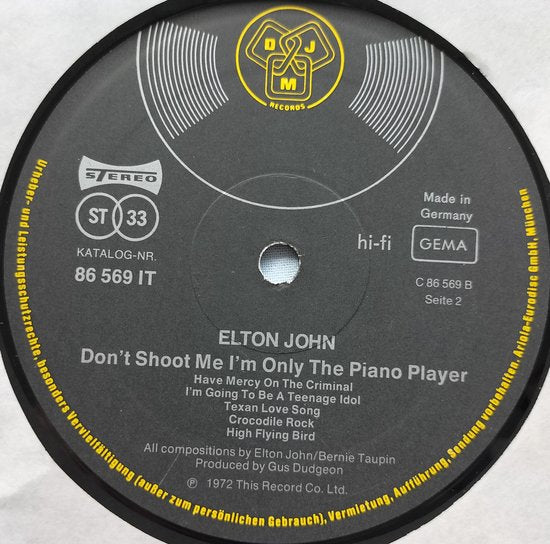 D J
M
RECORDS
STEREO
ST 33
KATALOG-NR.
86 569 IT
Made in
Germany
hi-fi
GEMA
C 86 569 B
Seite 2
ELTON JOHN
Don't Shoot Me I'm Only The Piano Player
Have Mercy On The Criminal
I'm Going To Be A Teenage Idol
Texan Love Song
Crocodile Rock
High Flying Bird
All compositions by Elton John/Bernie Taupin
Produced by Gus Dudgeon
℗ 1972 This Record Co. Ltd.
Urheber- und Leistungsschutzrechte, besonders Vervielfältigung (außer zum persönlichen Gebrauch), Vermietung, Aufführung, Sendung vorbehalten. Ariola-Eurodisc GmbH, München